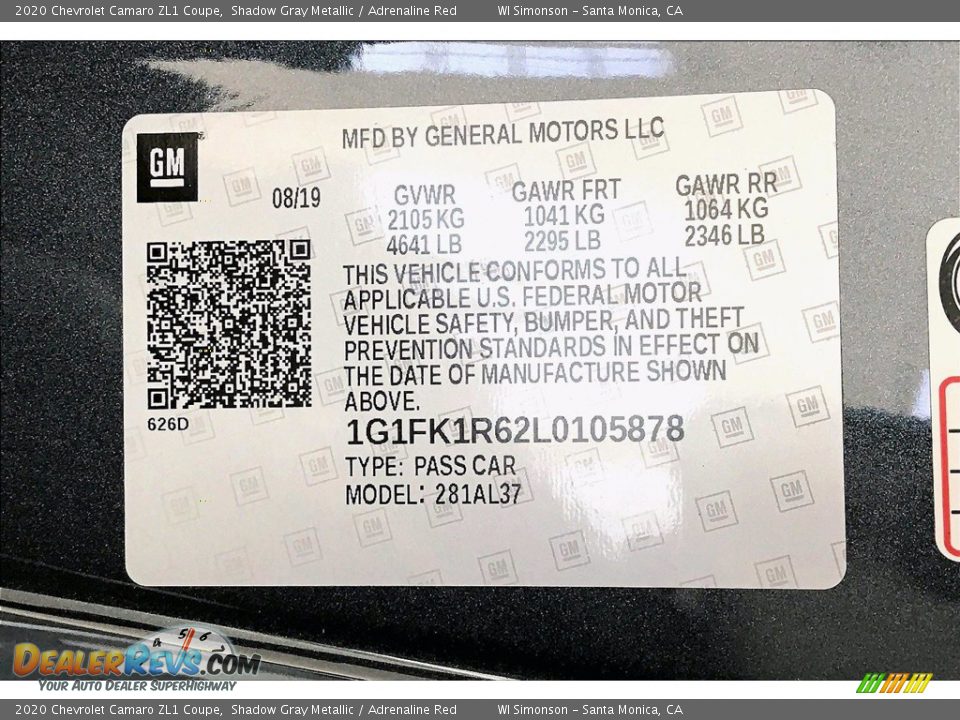 2020 Chevrolet Camaro ZL1 Coupe, Shadow Gray Metallic / Adrenaline Red WI Simonson - Santa Monica, CA
GM
MFD BY GENERAL MOTORS LLC
08/19
GVWR GAWR FRT GAWR RR
2105 KG 1041 KG 1064 KG
4641 LB 2295 LB 2346 LB
THIS VEHICLE CONFORMS TO ALL
APPLICABLE U.S. FEDERAL MOTOR
VEHICLE SAFETY, BUMPER, AND THEFT
PREVENTION STANDARDS IN EFFECT ON
THE DATE OF MANUFACTURE SHOWN
ABOVE.
626D
1G1FK1R62L0105878
TYPE: PASS CAR
MODEL: 281AL37
4 5 6 7
DEALERREVS.COM
YOUR AUTO DEALER SUPERHIGHWAY
2020 Chevrolet Camaro ZL1 Coupe, Shadow Gray Metallic / Adrenaline Red WI Simonson - Santa Monica, CA